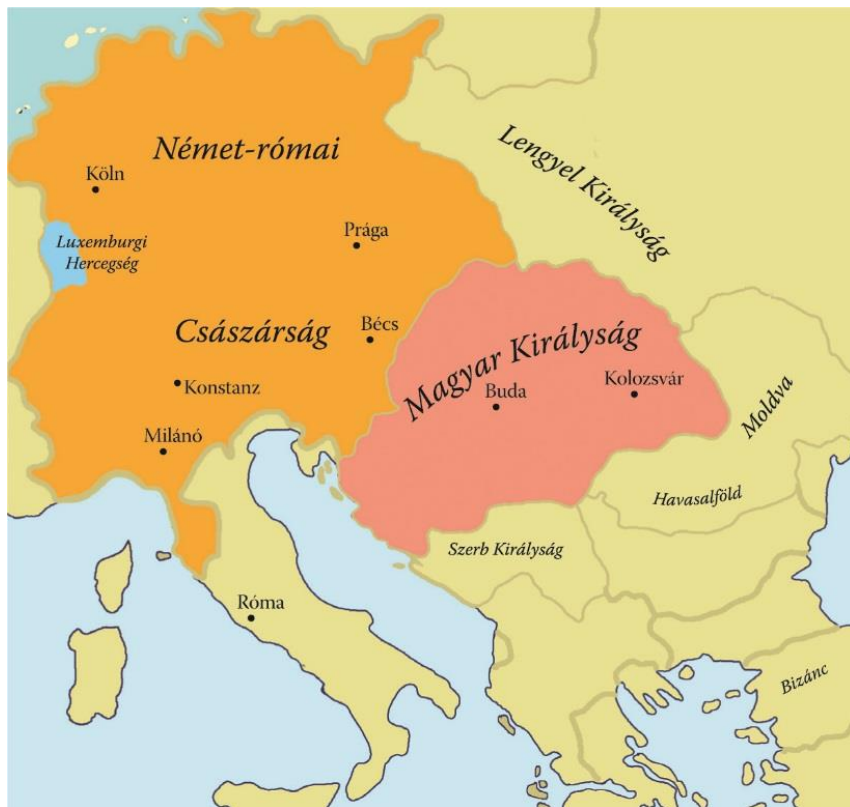 Német-római
Császárság
Köln
Luxemburgi
Hercegség
Prága
Bécs
Konstanz
Milánó
Lengyel Királyság
Magyar Királyság
Buda
Kolozsvár
Moldva
Havasalföld
Szerb Királyság
Róma
Bizánc